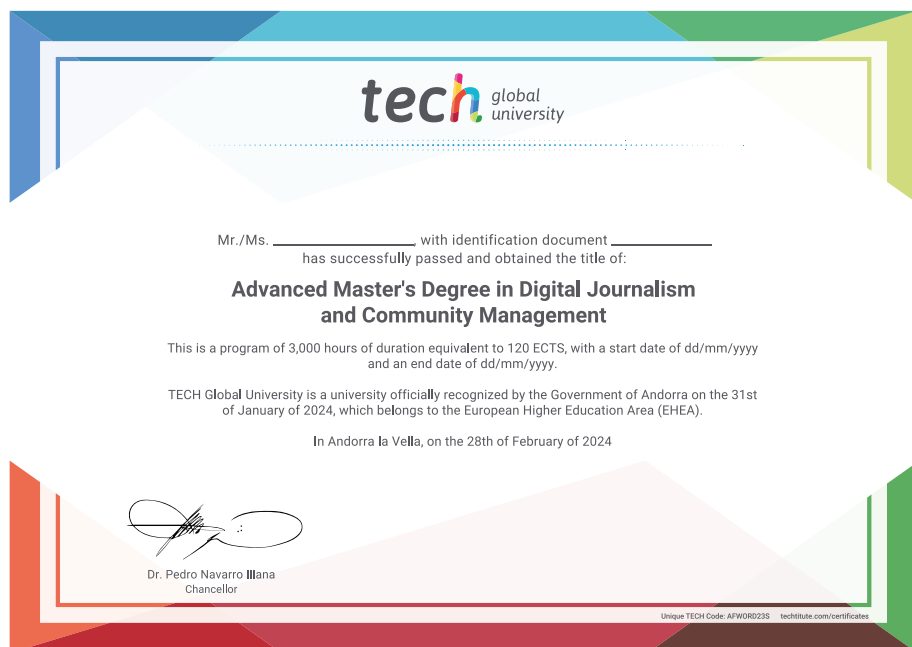 tech global university
Mr./Ms. ____________, with identification document ____________
has successfully passed and obtained the title of:
Advanced Master's Degree in Digital Journalism
and Community Management
This is a program of 3,000 hours of duration equivalent to 120 ECTS, with a start date of dd/mm/yyyy
and an end date of dd/mm/yyyy.
TECH Global University is a university officially recognized by the Government of Andorra on the 31st
of January of 2024, which belongs to the European Higher Education Area (EHEA).
In Andorra la Vella, on the 28th of February of 2024
Dr. Pedro Navarro Illana
Chancellor
Unique TECH Code: AFWORD23S techtitute.com/certificates